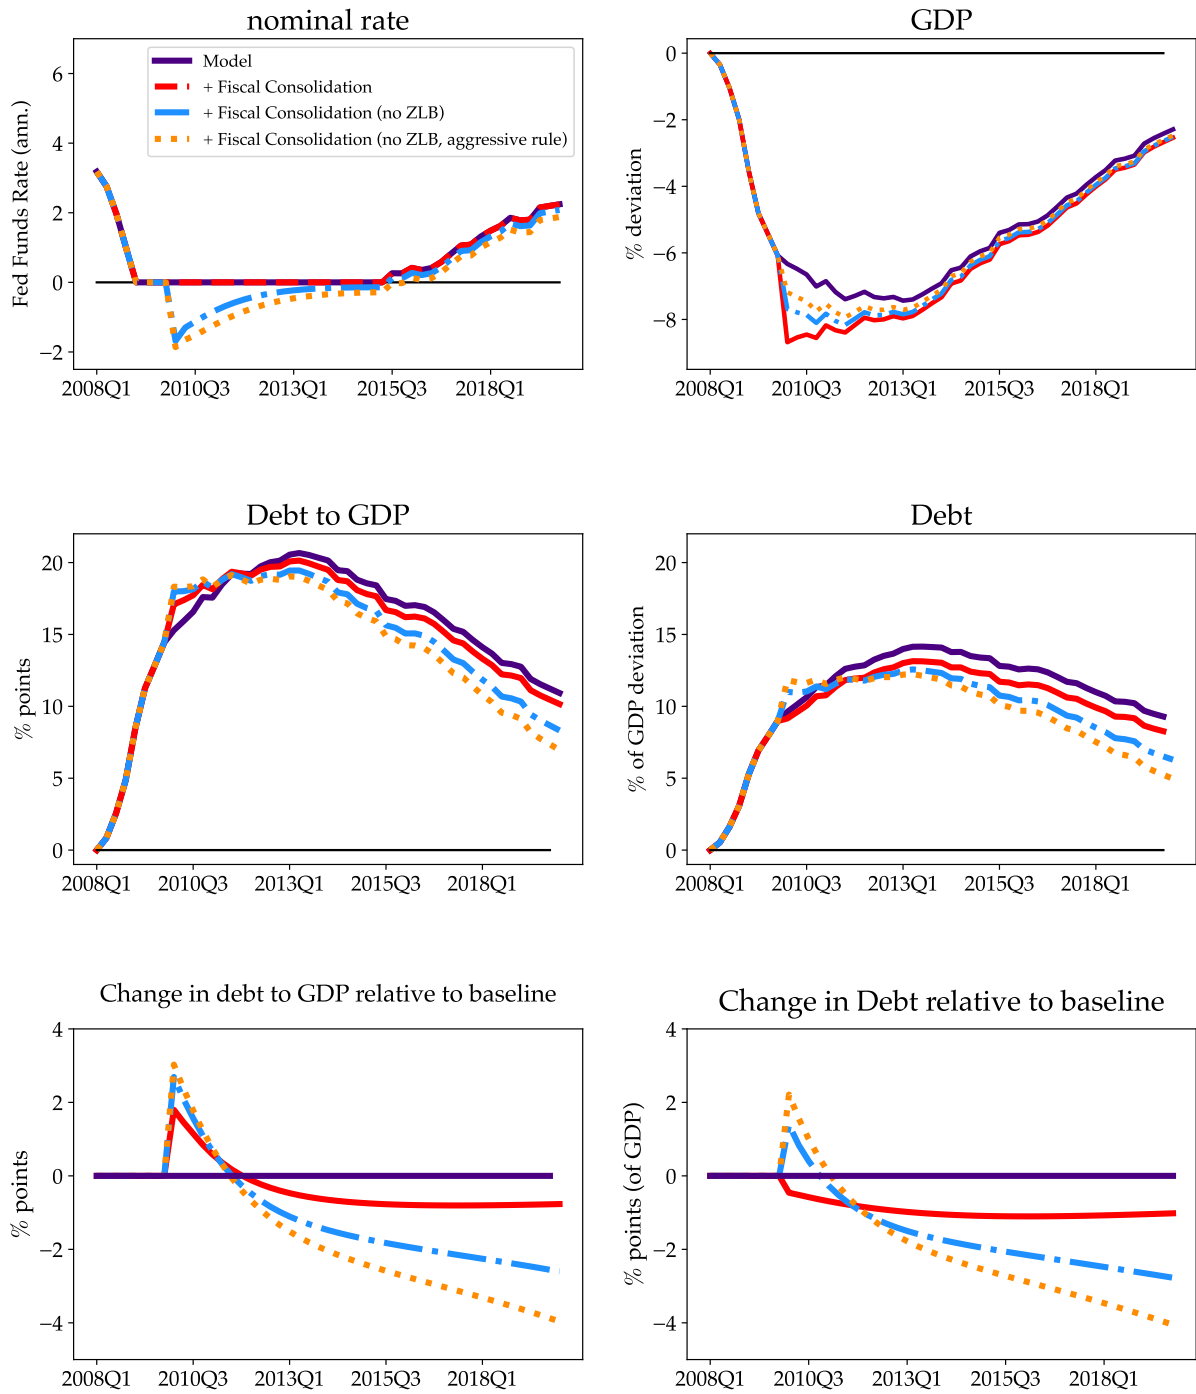 nominal rate
Fed Funds Rate (ann.)
6
4
2
0
−2
Model
+ Fiscal Consolidation
+ Fiscal Consolidation (no ZLB)
+ Fiscal Consolidation (no ZLB, aggressive rule)
2008Q1 2010Q3 2013Q1 2015Q3 2018Q1
GDP
% deviation
0
−2
−4
−6
−8
2008Q1 2010Q3 2013Q1 2015Q3 2018Q1
Debt to GDP
% points
20
15
10
5
0
2008Q1 2010Q3 2013Q1 2015Q3 2018Q1
Debt
% of GDP deviation
20
15
10
5
0
2008Q1 2010Q3 2013Q1 2015Q3 2018Q1
Change in debt to GDP relative to baseline
% points
4
2
0
−2
−4
2008Q1 2010Q3 2013Q1 2015Q3 2018Q1
Change in Debt relative to baseline
% points (of GDP)
4
2
0
−2
−4
2008Q1 2010Q3 2013Q1 2015Q3 2018Q1